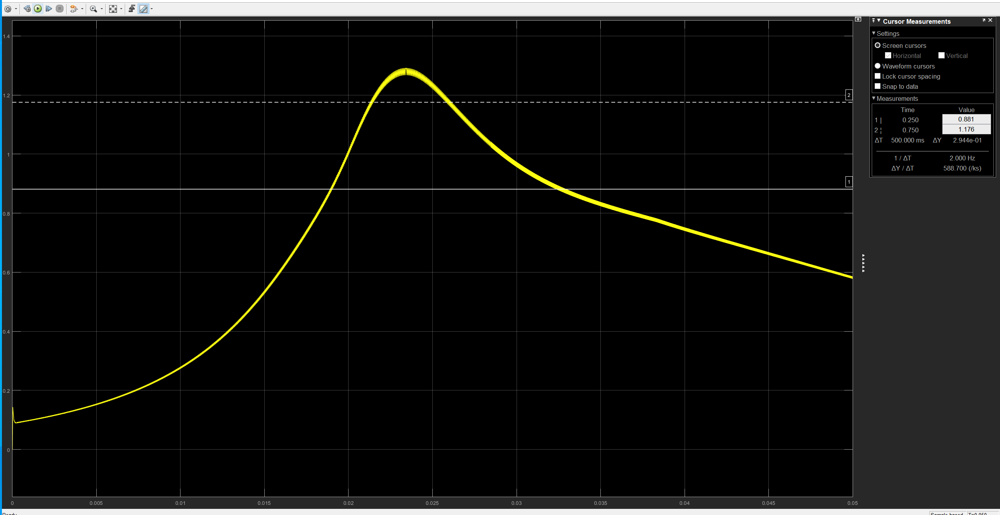 1.4
1.2
1
0.8
0.6
0.4
0.2
0
0 0.005 0.01 0.015 0.02 0.025 0.03 0.035 0.04 0.045 0.05
2
1
Cursor Measurements
Settings
Screen cursors
Horizontal Vertical
Waveform cursors
Lock cursor spacing
Snap to data
Measurements
Time Value
1 | 0.250 0.881
2 ¦ 0.750 1.176
ΔT 500.000 ms ΔY 2.944e-01
1 / ΔT 2.000 Hz
ΔY / ΔT 588.700 (/ks)
Ready
Sample based T=0.050